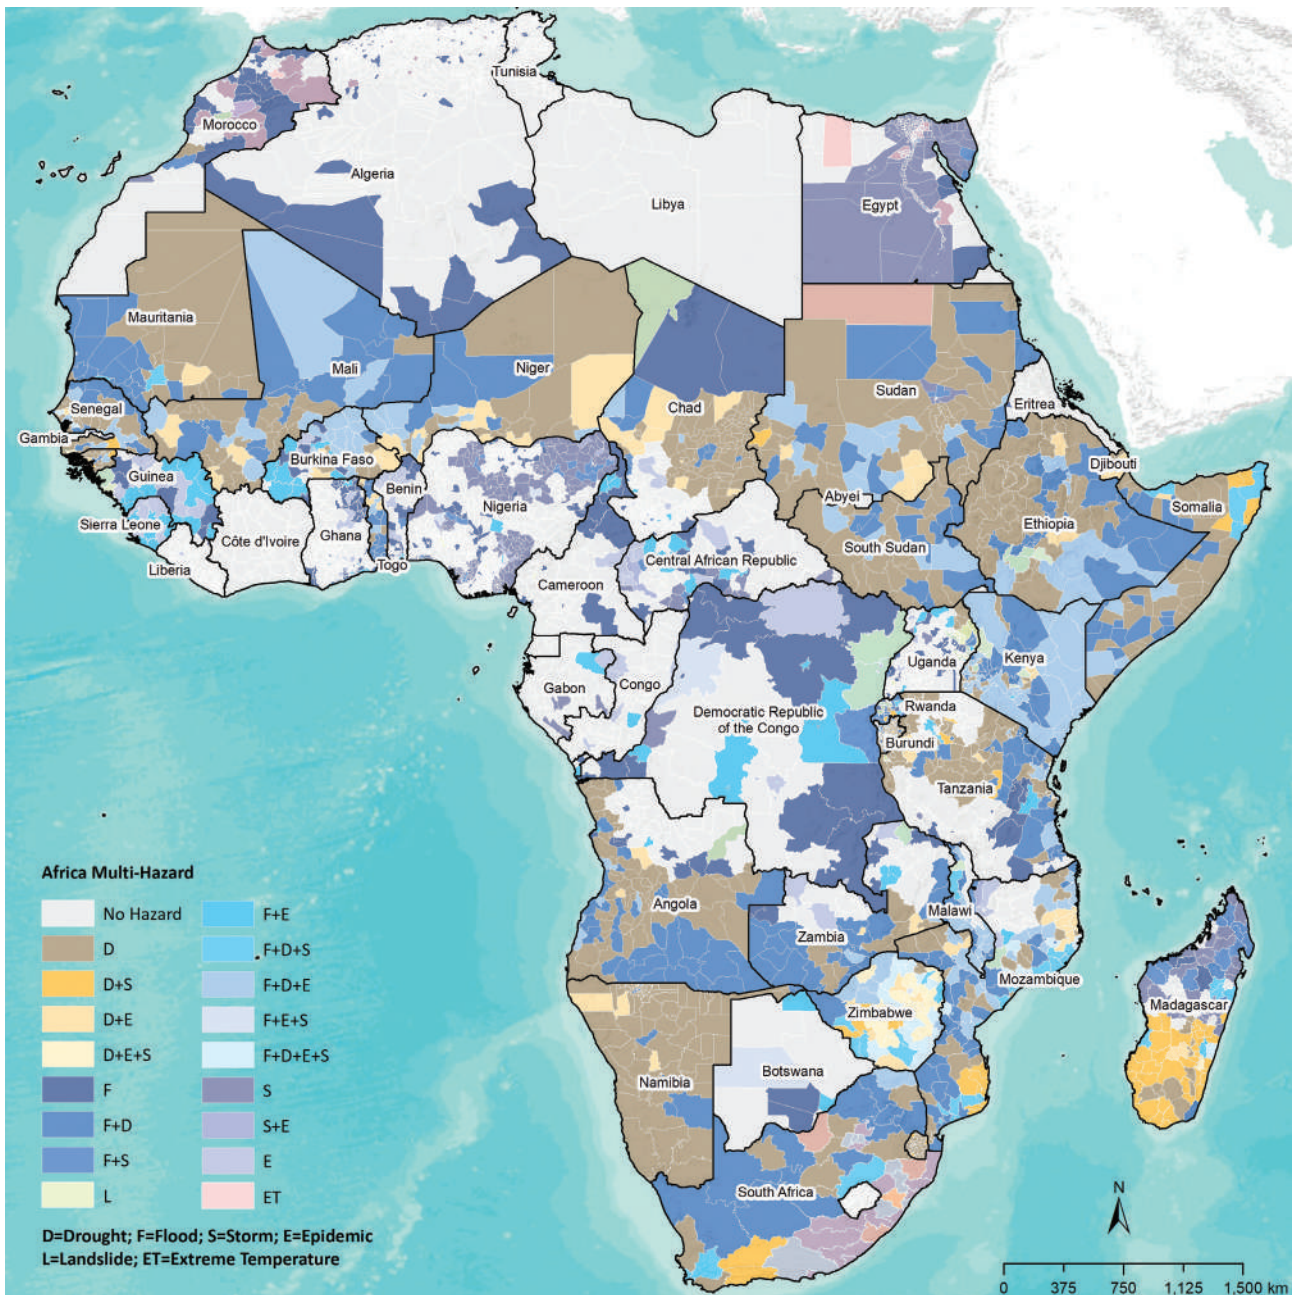 Tunisia
Morocco
Algeria
Libya
Egypt
Mauritania
Mali
Niger
Chad
Sudan
Eritrea
Senegal
Gambia
Guinea
Burkina Faso
Benin
Nigeria
Djibouti
Abyei
Ethiopia
Somalia
Sierra Leone
Côte d'Ivoire
Ghana
Liberia
Togo
Cameroon
Central African Republic
South Sudan
Gabon
Congo
Uganda
Kenya
Democratic Republic
of the Congo
Rwanda
Burundi
Tanzania
Angola
Zambia
Malawi
Mozambique
Zimbabwe
Madagascar
Namibia
Botswana
South Africa
Africa Multi-Hazard
No Hazard
F+E
D
F+D+S
D+S
F+D+E
D+E
F+E+S
D+E+S
F+D+E+S
F
S
F+D
S+E
F+S
E
L
ET
D=Drought; F=Flood; S=Storm; E=Epidemic
L=Landslide; ET=Extreme Temperature
N
0 375 750 1,125 1,500 km